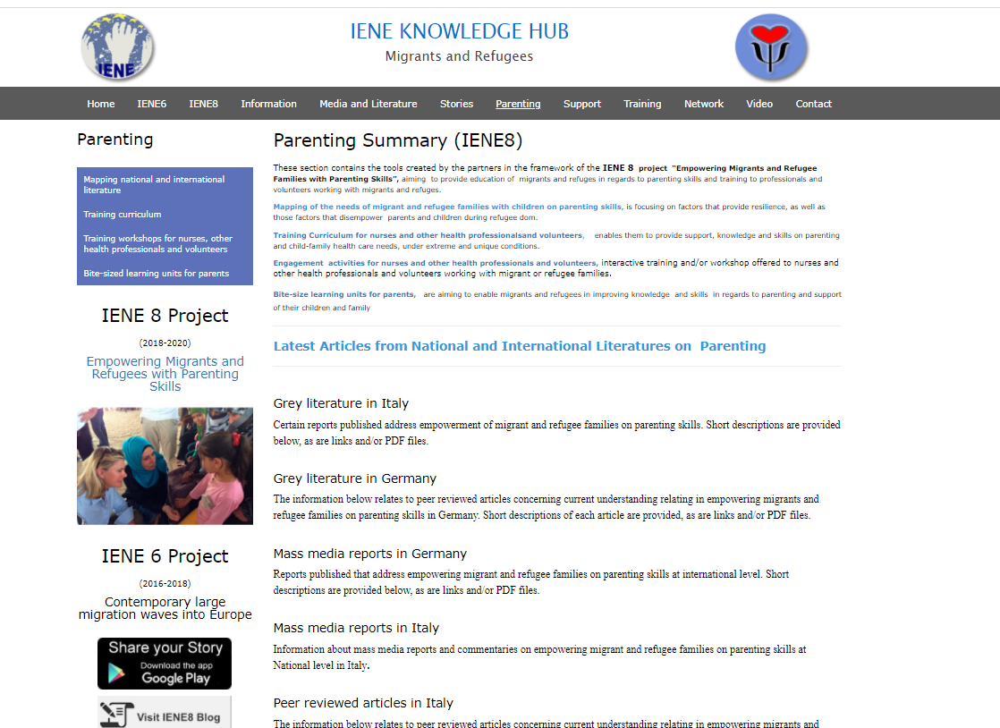 IENE
IENE KNOWLEDGE HUB
Migrants and Refugees
Home IENE6 IENE8 Information Media and Literature Stories Parenting Support Training Network Video Contact
Parenting
Mapping national and international
literature
Training curriculum
Training workshops for nurses, other
health professionals and volunteers
Bite-sized learning units for parents
IENE 8 Project
(2018-2020)
Empowering Migrants and
Refugees with Parenting
Skills
IENE 6 Project
(2016-2018)
Contemporary large
migration waves into Europe
Share your Story
Download the app
Google Play
Visit IENE8 Blog
Parenting Summary (IENE8)
These section contains the tools created by the partners in the framework of the IENE 8 project "Empowering Migrants and Refugee
Families with Parenting Skills", aiming to provide education of migrants and refuges in regards to parenting skills and training to professionals and
volunteers working with migrants and refuges.
Mapping of the needs of migrant and refugee families with children on parenting skills, is focusing on factors that provide resilience, as well as
those factors that disempower parents and children during refugee dom.
Training Curriculum for nurses and other health professionalsand volunteers, enables them to provide support, knowledge and skills on parenting
and child-family health care needs, under extreme and unique conditions.
Engagement activities for nurses and other health professionals and volunteers, interactive training and/or workshop offered to nurses and
other health professionals and volunteers working with migrant or refugee families.
Bite-size learning units for parents, are aiming to enable migrants and refugees in improving knowledge and skills in regards to parenting and support
of their children and family
Latest Articles from National and International Literatures on Parenting
Grey literature in Italy
Certain reports published address empowerment of migrant and refugee families on parenting skills. Short descriptions are provided
below, as are links and/or PDF files.
Grey literature in Germany
The information below relates to peer reviewed articles concerning current understanding relating in empowering migrants and
refugee families on parenting skills in Germany. Short descriptions of each article are provided, as are links and/or PDF files.
Mass media reports in Germany
Reports published that address empowering migrant and refugee families on parenting skills at international level. Short
descriptions are provided below, as are links and/or PDF files.
Mass media reports in Italy
Information about mass media reports and commentaries on empowering migrant and refugee families on parenting skills at
National level in Italy.
Peer reviewed articles in Italy
The information below relates to peer reviewed articles concerning current understanding relating in empowering migrants and